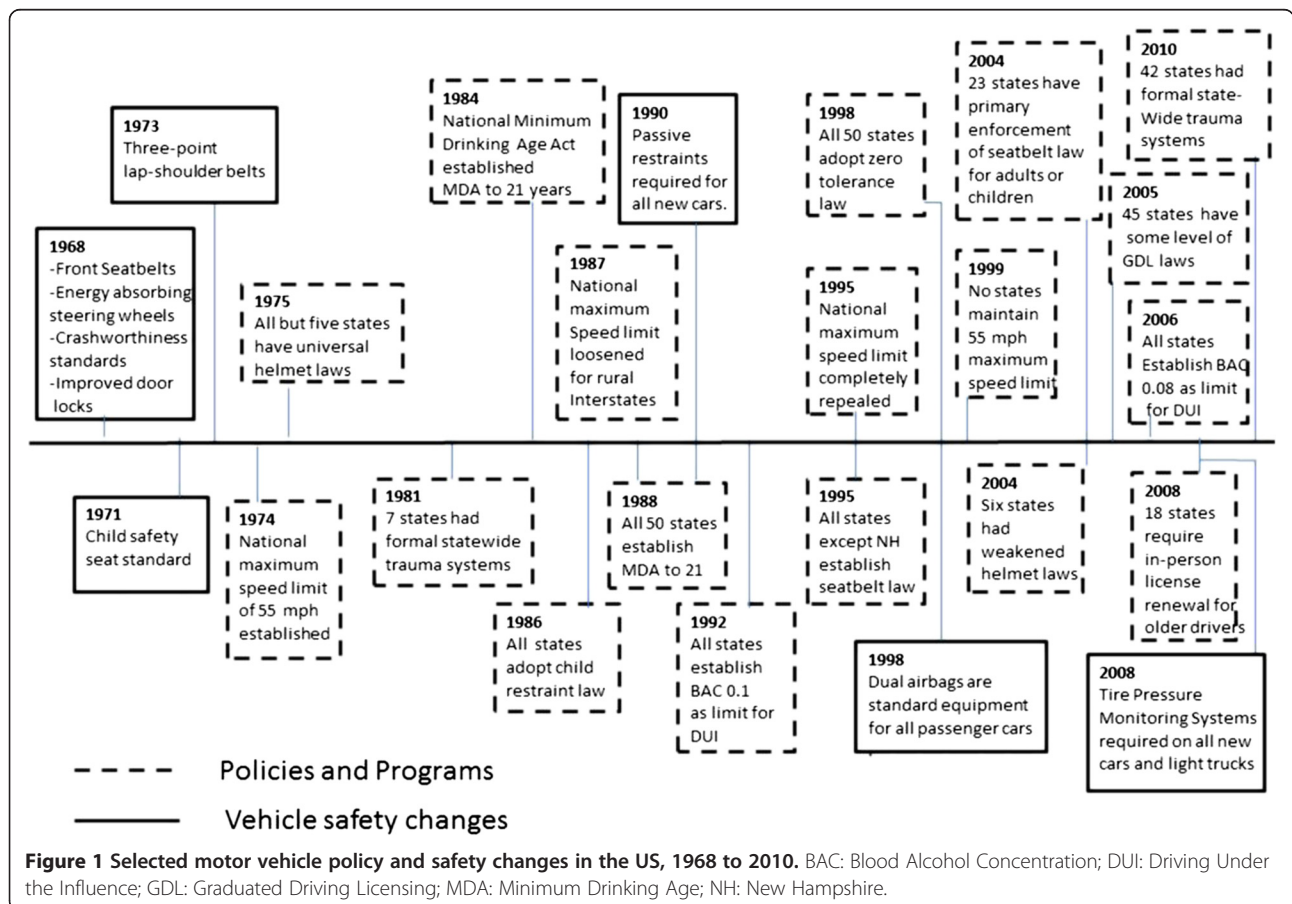 1968
-Front Seatbelts
-Energy absorbing
steering wheels
-Crashworthiness
standards
-Improved door
locks
1973
Three-point
lap-shoulder belts
1975
All but five states
have universal
helmet laws
1984
National Minimum
Drinking Age Act
established
MDA to 21 years
1987
National
maximum
Speed limit
loosened
for rural
Interstates
1990
Passive
restraints
required for
all new cars.
1998
All 50 states
adopt zero
tolerance
law
1995
National
maximum
speed limit
completely
repealed
2004
23 states have
primary
enforcement
of seatbelt law
for adults or
children
1999
No states
maintain
55 mph
maximum
speed limit
2010
42 states had
formal state-
Wide trauma
systems
2005
45 states have
some level of
GDL laws
2006
All states
Establish BAC
0.08 as limit
for DUI
1971
Child safety
seat standard
1974
National
maximum
speed limit
of 55 mph
established
1981
7 states had
formal statewide
trauma systems
1986
All states
adopt child
restraint law
1988
All 50 states
establish
MDA to 21
1992
All states
establish
BAC 0.1
as limit for
DUI
1995
All states
except NH
establish
seatbelt law
1998
Dual airbags are
standard equipment
for all passenger cars
2004
Six states
had
weakened
helmet laws
2008
18 states
require
in-person
license
renewal for
older drivers
2008
Tire Pressure
Monitoring Systems
required on all new
cars and light trucks
Policies and Programs
Vehicle safety changes
Figure 1 Selected motor vehicle policy and safety changes in the US, 1968 to 2010. BAC: Blood Alcohol Concentration; DUI: Driving Under
the Influence; GDL: Graduated Driving Licensing; MDA: Minimum Drinking Age; NH: New Hampshire.